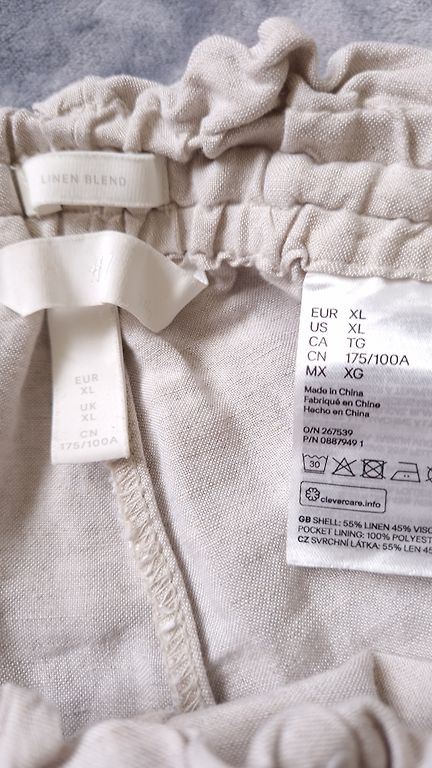 LINEN BLEND
EUR
XL
UK
XL
CN
175/100A
EUR XL
US XL
CA TG
CN 175/100A
MX XG
Made in China
Fabriqué en Chine
Hecho en China
O/N 267539
P/N 0887949 1
30
clevercare.info
GB SHELL: 55% LINEN 45% VISC
POCKET LINING: 100% POLYEST
CZ SVRCHNÍ LÁTKA: 55% LEN 45